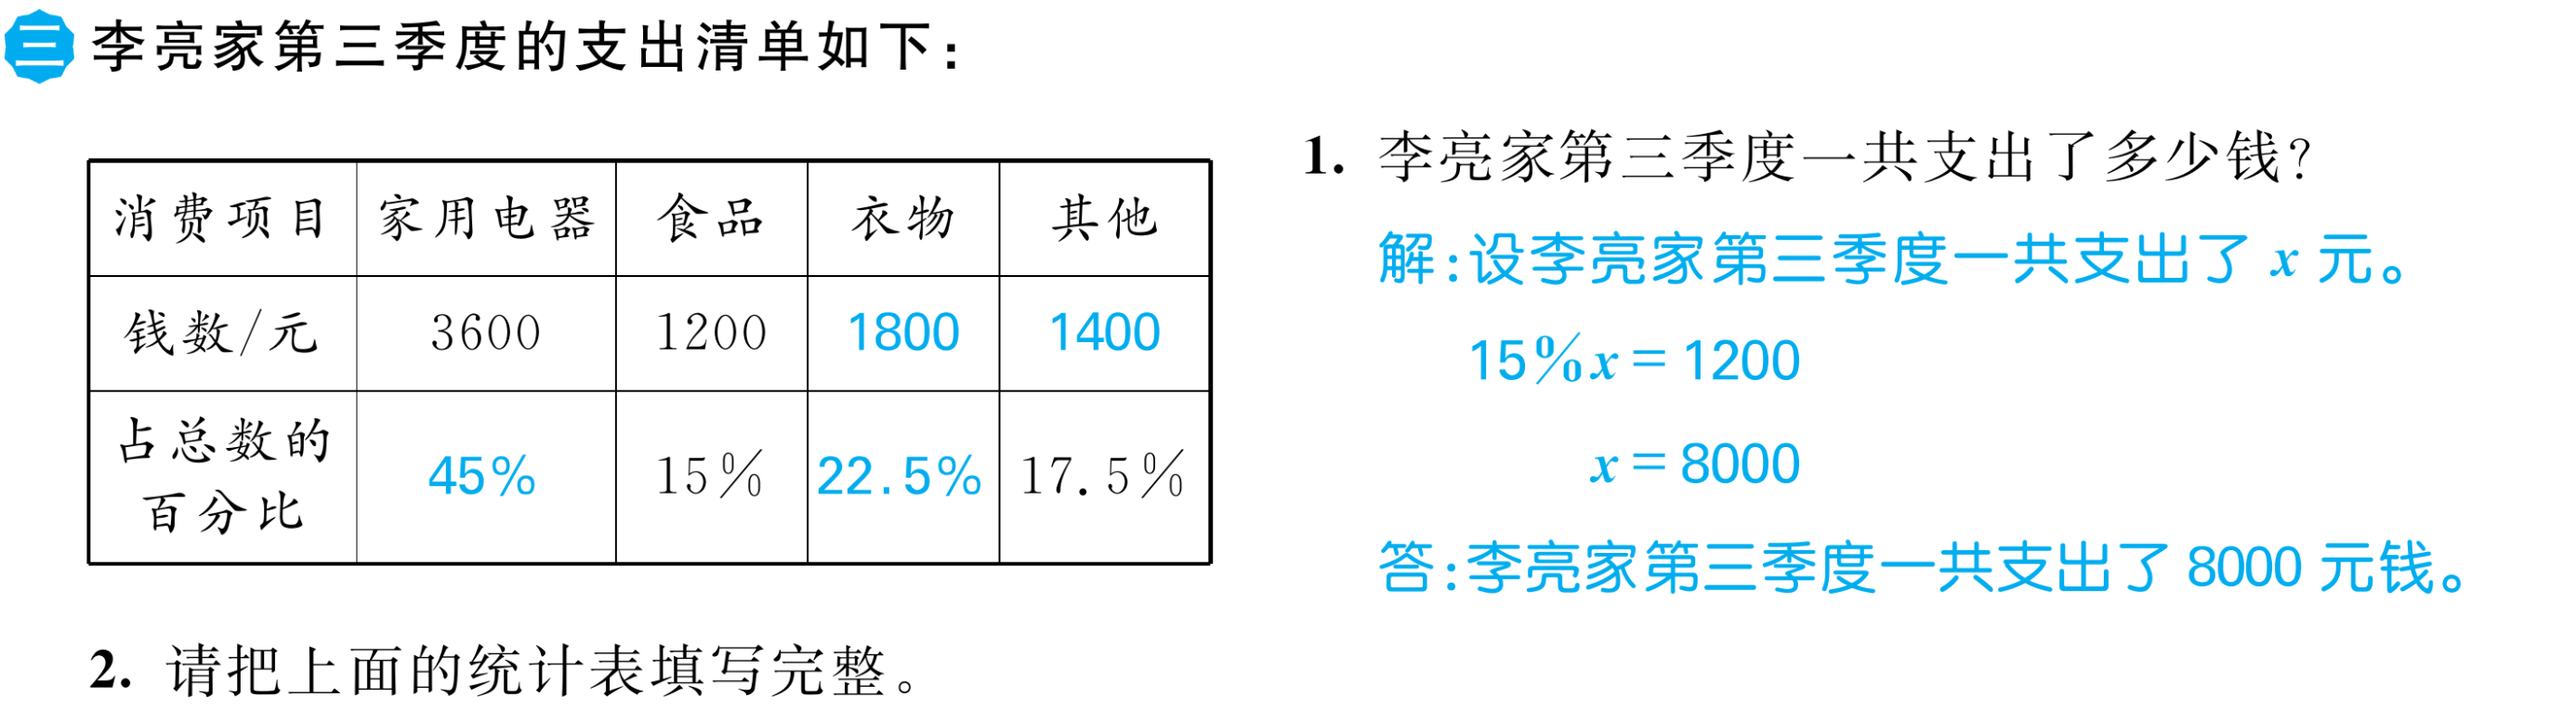 三 李亮家第三季度的支出清单如下：
消费项目 家用电器 食品 衣物 其他
钱数/元 3600 1200 1800 1400
占总数的百分比 45% 15% 22.5% 17.5%
1. 李亮家第三季度一共支出了多少钱？
解：设李亮家第三季度一共支出了 x 元。
15%x = 1200
x = 8000
答：李亮家第三季度一共支出了 8000 元钱。
2. 请把上面的统计表填写完整。